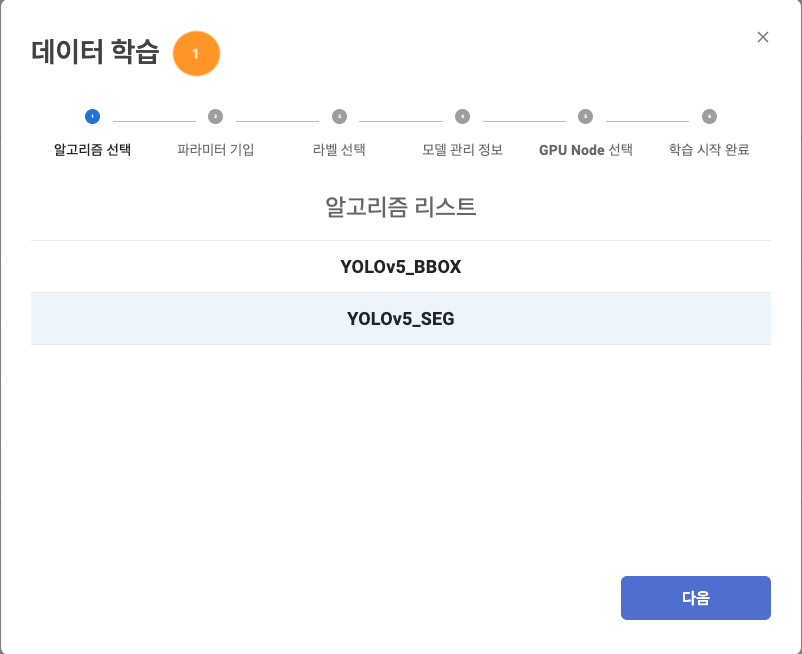 데이터 학습 1
1 2 3 4 5 6
알고리즘 선택 파라미터 기입 라벨 선택 모델 관리 정보 GPU Node 선택 학습 시작 완료
알고리즘 리스트
YOLOv5_BBOX
YOLOv5_SEG
다음